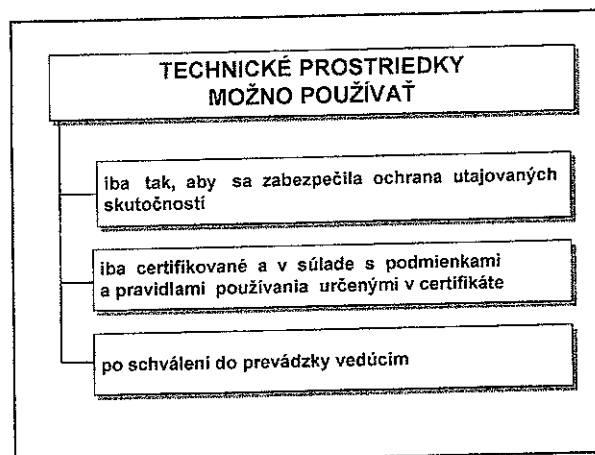 TECHNICKÉ PROSTRIEDKY
MOŽNO POUŽÍVAŤ
iba tak, aby sa zabezpečila ochrana utajovaných
skutočností
iba certifikované a v súlade s podmienkami
a pravidlami používania určenými v certifikáte
po schválení do prevádzky vedúcim